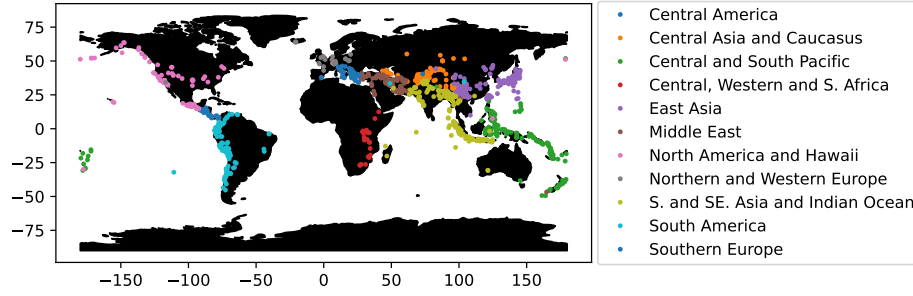 75
50
25
0
−25
−50
−75
−150
−100
−50
0
50
100
150
Central America
Central Asia and Caucasus
Central and South Pacific
Central, Western and S. Africa
East Asia
Middle East
North America and Hawaii
Northern and Western Europe
S. and SE. Asia and Indian Ocean
South America
Southern Europe